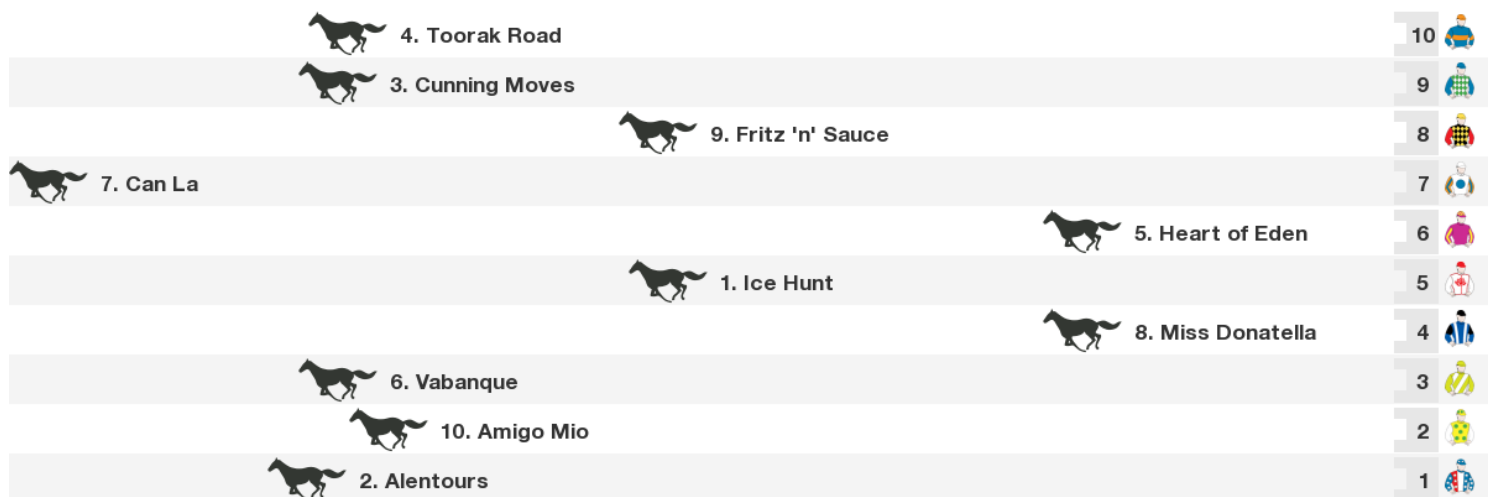 4. Toorak Road 10
3. Cunning Moves 9
9. Fritz 'n' Sauce 8
7. Can La 7
5. Heart of Eden 6
1. Ice Hunt 5
8. Miss Donatella 4
6. Vabanque 3
10. Amigo Mio 2
2. Alentours 1